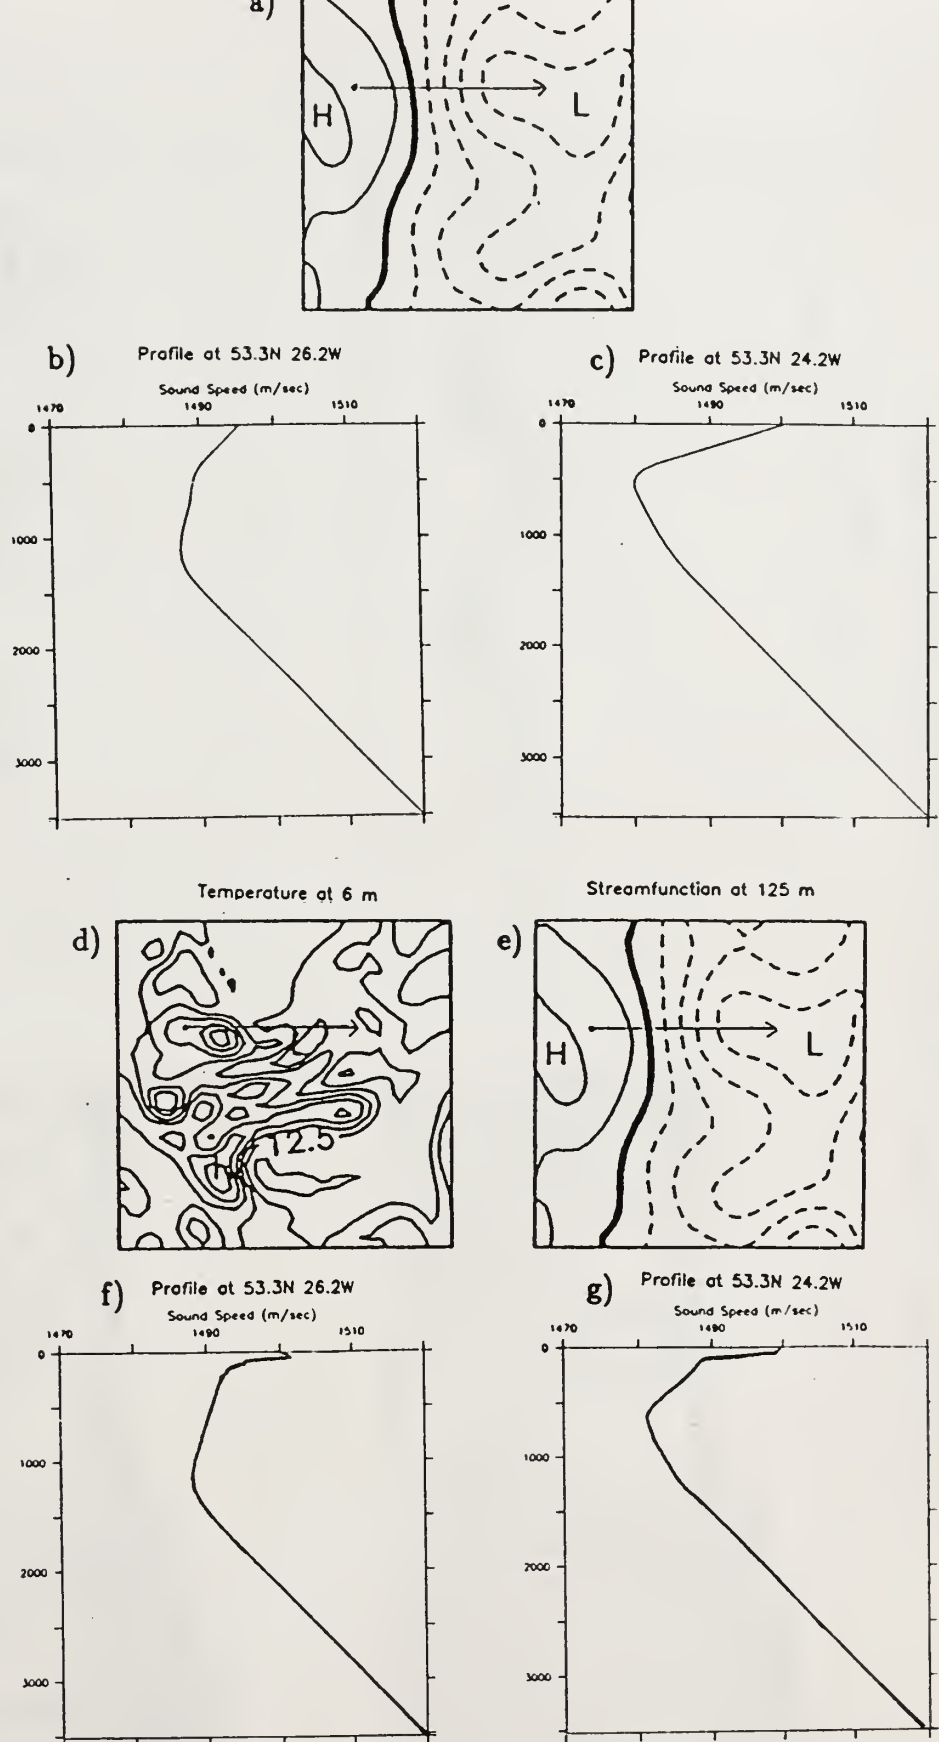 a)
H
L
b)
Profile at 53.3N 26.2W
Sound Speed (m/sec)
1470 1490 1510
0
1000
2000
3000
c)
Profile at 53.3N 24.2W
Sound Speed (m/sec)
1470 1490 1510
0
1000
2000
3000
d)
Temperature at 6 m
12.5
e)
Streamfunction at 125 m
H
L
f)
Profile at 53.3N 26.2W
Sound Speed (m/sec)
1470 1490 1510
0
1000
2000
3000
g)
Profile at 53.3N 24.2W
Sound Speed (m/sec)
1470 1490 1510
0
1000
2000
3000